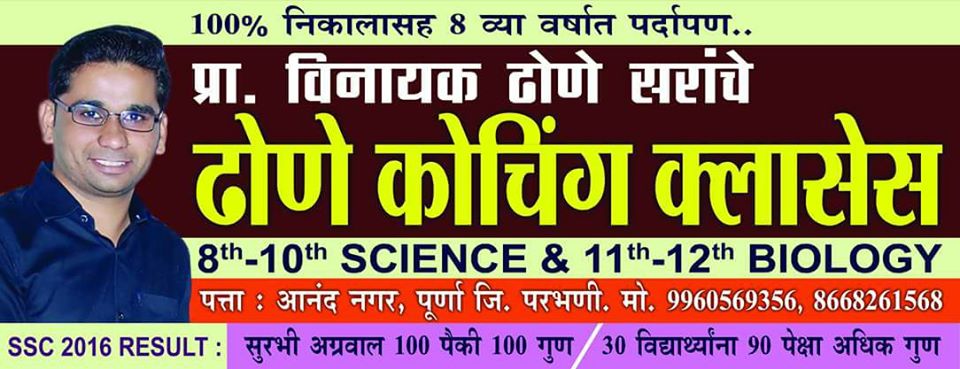 100% निकालासह 8 व्या वर्षात पर्दापण..
प्रा. विनायक ढोणे सरांचे
ढोणे कोचिंग क्लासेस
8th-10th SCIENCE & 11th-12th BIOLOGY
पत्ता : आनंद नगर, पूर्णा जि. परभणी. मो. 9960569356, 8668261568
SSC 2016 RESULT : सुरभी अग्रवाल 100 पैकी 100 गुण / 30 विद्यार्थ्यांना 90 पेक्षा अधिक गुण